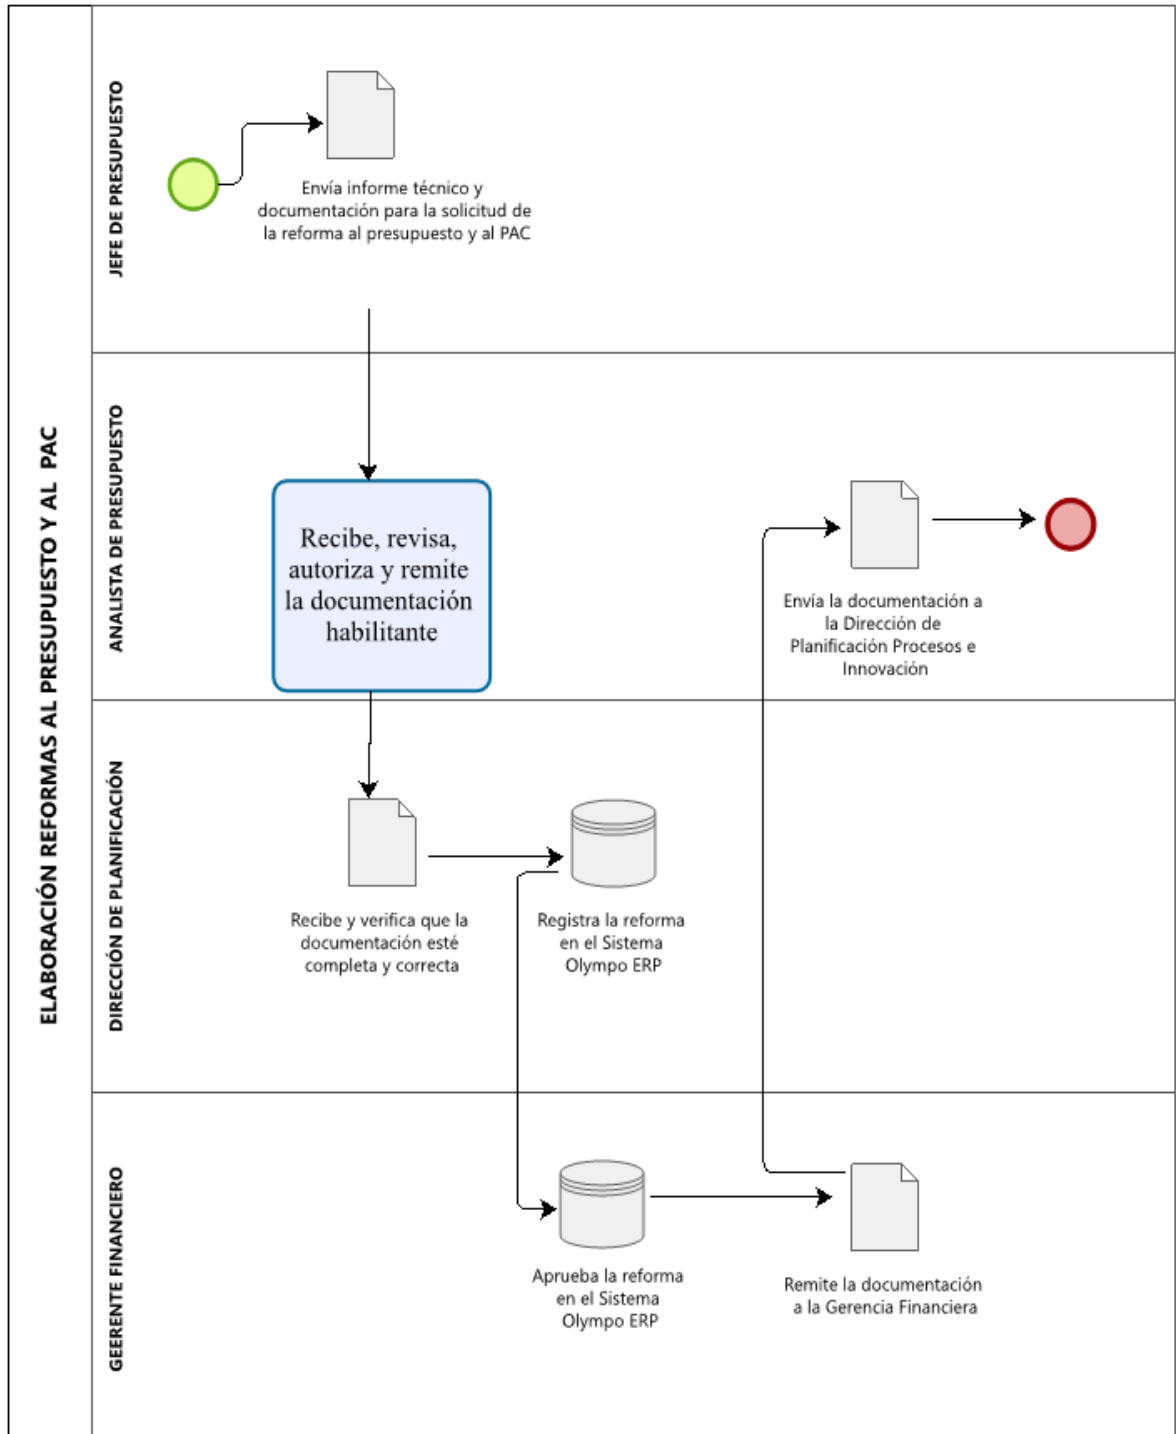 ELABORACIÓN REFORMAS AL PRESUPUESTO Y AL PAC
JEFE DE PRESUPUESTO
Envía informe técnico y
documentación para la solicitud de
la reforma al presupuesto y al PAC
ANALISTA DE PRESUPUESTO
Recibe, revisa,
autoriza y remite
la documentación
habilitante
Envía la documentación a
la Dirección de
Planificación Procesos e
Innovación
DIRECCIÓN DE PLANIFICACIÓN
Recibe y verifica que la
documentación esté
completa y correcta
Registra la reforma
en el Sistema
Olympo ERP
GEERENTE FINANCIERO
Aprueba la reforma
en el Sistema
Olympo ERP
Remite la documentación
a la Gerencia Financiera